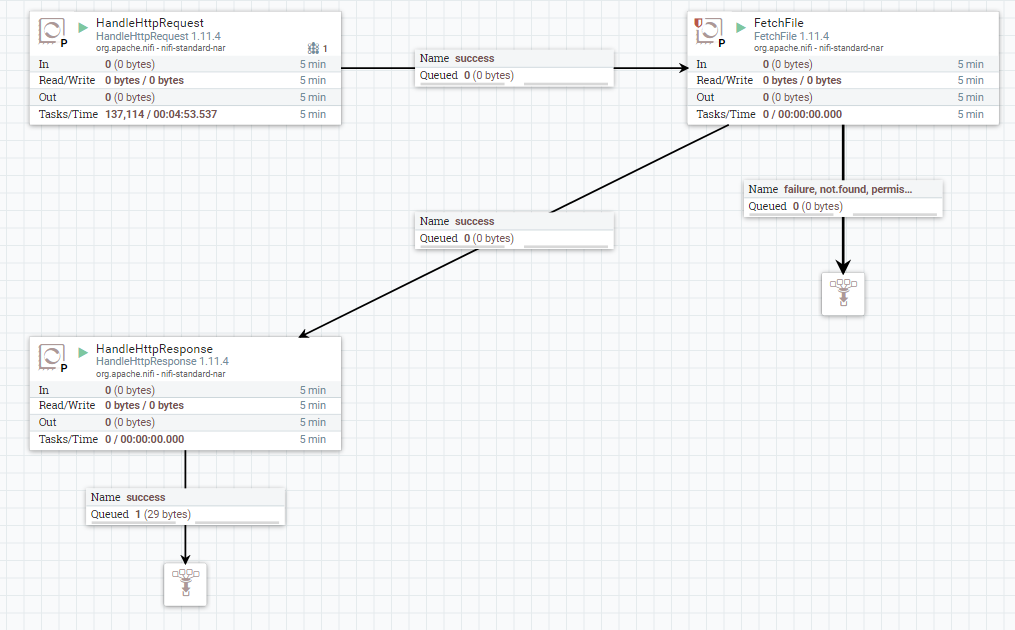 HandleHttpRequest
HandleHttpRequest 1.11.4
org.apache.nifi - nifi-standard-nar
P
1
In 0 (0 bytes) 5 min
Read/Write 0 bytes / 0 bytes 5 min
Out 0 (0 bytes) 5 min
Tasks/Time 137,114 / 00:04:53.537 5 min
Name success
Queued 0 (0 bytes)
FetchFile
FetchFile 1.11.4
org.apache.nifi - nifi-standard-nar
P
In 0 (0 bytes) 5 min
Read/Write 0 bytes / 0 bytes 5 min
Out 0 (0 bytes) 5 min
Tasks/Time 0 / 00:00:00.000 5 min
Name failure, not.found, permis...
Queued 0 (0 bytes)
Name success
Queued 0 (0 bytes)
HandleHttpResponse
HandleHttpResponse 1.11.4
org.apache.nifi - nifi-standard-nar
P
In 0 (0 bytes) 5 min
Read/Write 0 bytes / 0 bytes 5 min
Out 0 (0 bytes) 5 min
Tasks/Time 0 / 00:00:00.000 5 min
Name success
Queued 1 (29 bytes)